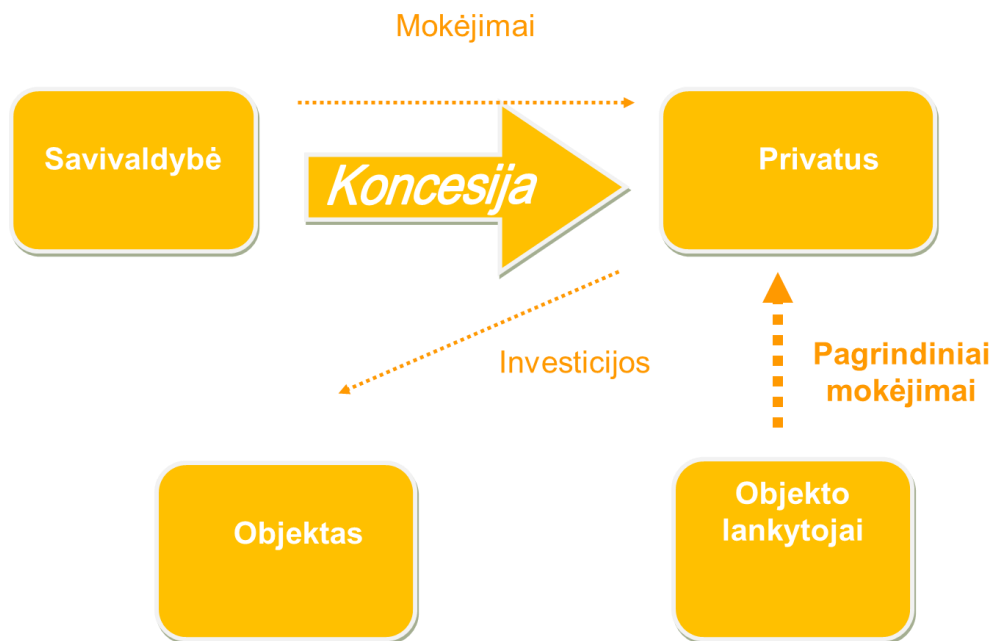 Mokėjimai
Savivaldybė
Koncesija
Privatus
Investicijos
Pagrindiniai
mokėjimai
Objektas
Objekto
lankytojai